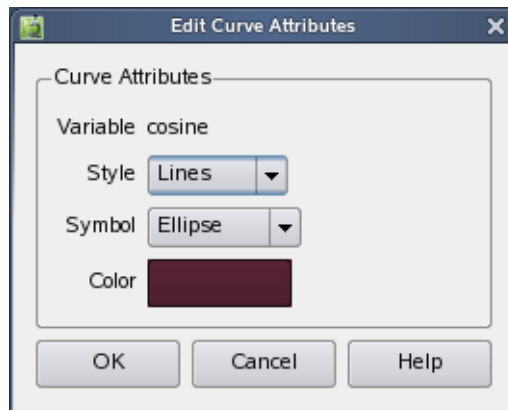 Edit Curve Attributes
Curve Attributes
Variable cosine
Style Lines
Symbol Ellipse
Color
OK Cancel Help